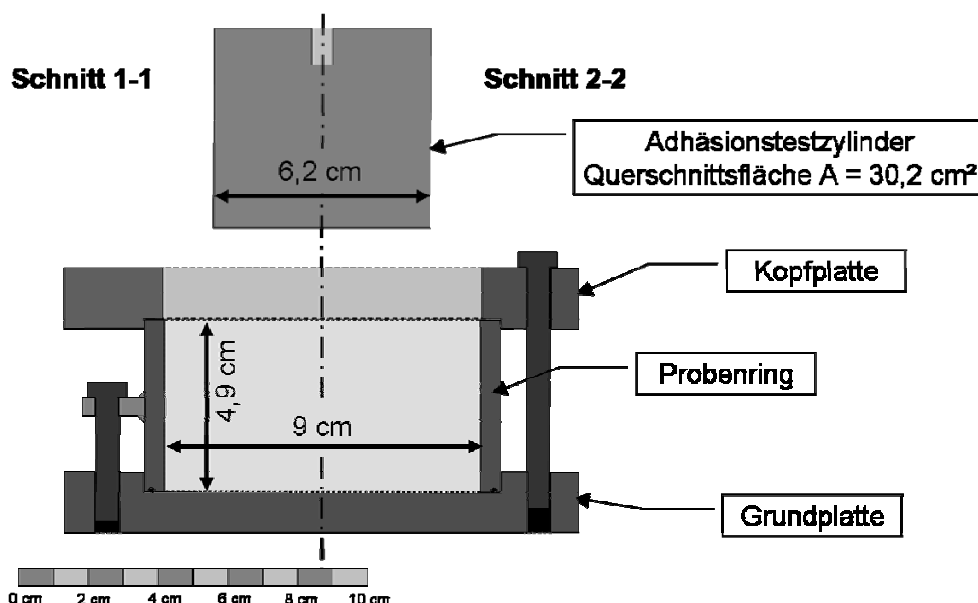 Schnitt 1-1
Schnitt 2-2
Adhäsionstestzylinder
Querschnittsfläche A = 30,2 cm²
6,2 cm
Kopfplatte
4,9 cm
Probenring
9 cm
Grundplatte
0 cm 2 cm 4 cm 6 cm 8 cm 10 cm